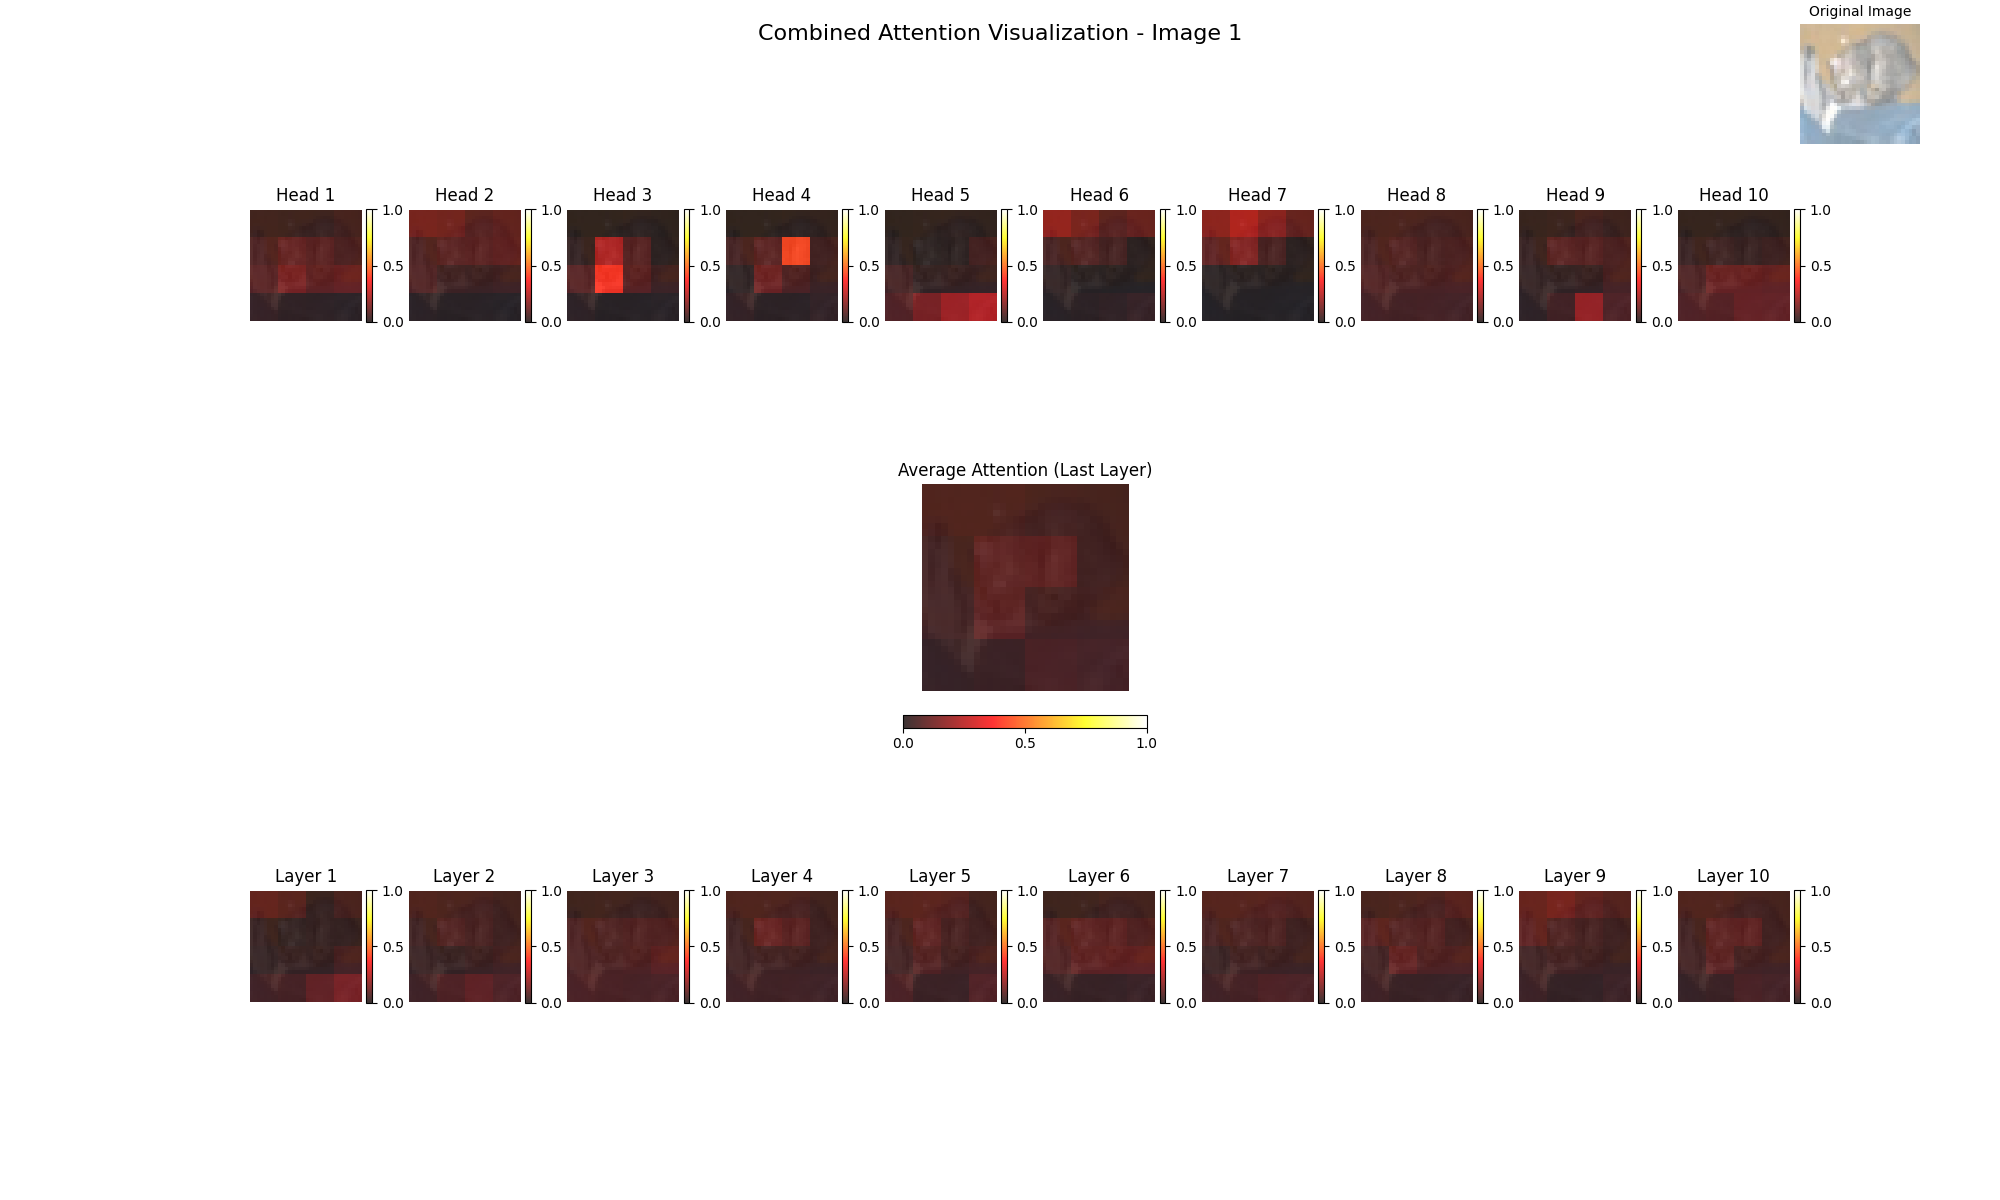 Original Image
Combined Attention Visualization - Image 1
Head 1 Head 2 Head 3 Head 4 Head 5 Head 6 Head 7 Head 8 Head 9 Head 10
1.0 1.0 1.0 1.0 1.0 1.0 1.0 1.0 1.0 1.0
0.5 0.5 0.5 0.5 0.5 0.5 0.5 0.5 0.5 0.5
0.0 0.0 0.0 0.0 0.0 0.0 0.0 0.0 0.0 0.0
Average Attention (Last Layer)
0.0 0.5 1.0
Layer 1 Layer 2 Layer 3 Layer 4 Layer 5 Layer 6 Layer 7 Layer 8 Layer 9 Layer 10
1.0 1.0 1.0 1.0 1.0 1.0 1.0 1.0 1.0 1.0
0.5 0.5 0.5 0.5 0.5 0.5 0.5 0.5 0.5 0.5
0.0 0.0 0.0 0.0 0.0 0.0 0.0 0.0 0.0 0.0